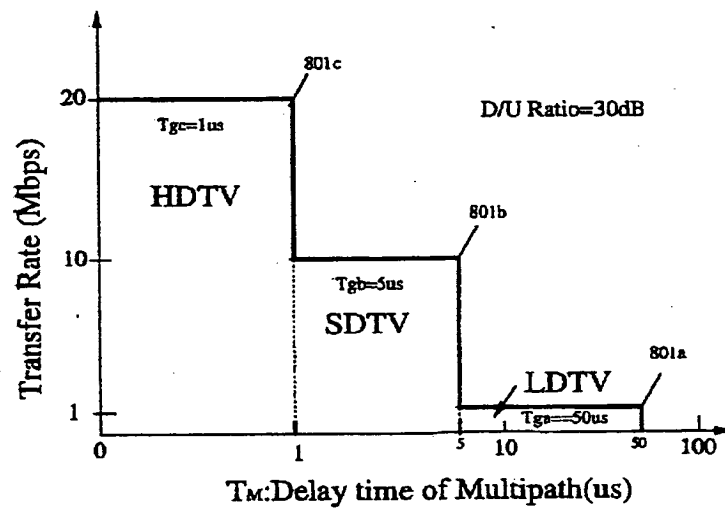 801c
20
Tgc=1us
D/U Ratio=30dB
HDTV
801b
10
Tgb=5us
SDTV
801a
LDTV
Tga=50us
1
0
1
5
10
50
100
Transfer Rate (Mbps)
TM:Delay time of Multipath(us)